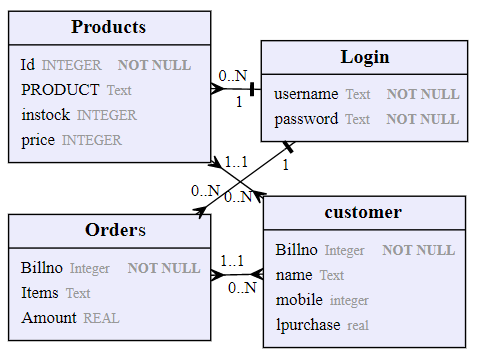 Products
Id INTEGER NOT NULL
PRODUCT Text
instock INTEGER
price INTEGER
0..N
1
Login
username Text NOT NULL
password Text NOT NULL
1..1
1
0..N
0..N
Orders
Billno Integer NOT NULL
Items Text
Amount REAL
1..1
0..N
customer
Billno Integer NOT NULL
name Text
mobile integer
lpurchase real